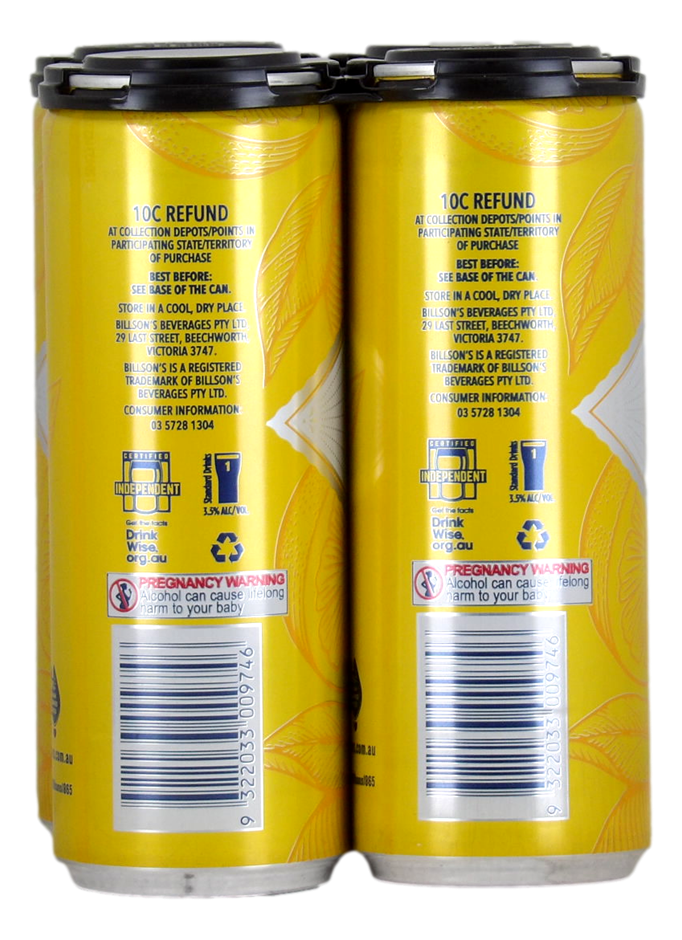 10C REFUND
AT COLLECTION DEPOTS/POINTS IN
PARTICIPATING STATE/TERRITORY
OF PURCHASE
BEST BEFORE:
SEE BASE OF THE CAN.
STORE IN A COOL, DRY PLACE
BILLSON'S BEVERAGES PTY LTD
29 LAST STREET, BEECHWORTH
VICTORIA 3747.
BILLSON'S IS A REGISTERED
TRADEMARK OF BILLSON'S
BEVERAGES PTY LTD.
CONSUMER INFORMATION
03 5728 1304
CERTIFIED
INDEPENDENT
Standard Drinks
1
3.5% ALC/VOL
Get the facts
Drink
Wise.
org.au
PREGNANCY WARNING
Alcohol can cause lifelong
harm to your baby
9 322033 009746
10C REFUND
AT COLLECTION DEPOTS/POINTS IN
PARTICIPATING STATE/TERRITORY
OF PURCHASE
BEST BEFORE:
SEE BASE OF THE CAN.
STORE IN A COOL, DRY PLACE
BILLSON'S BEVERAGES PTY LTD
29 LAST STREET, BEECHWORTH
VICTORIA 3747.
BILLSON'S IS A REGISTERED
TRADEMARK OF BILLSON'S
BEVERAGES PTY LTD.
CONSUMER INFORMATION
03 5728 1304
CERTIFIED
INDEPENDENT
Standard Drinks
1
3.5% ALC/VOL
Get the facts
Drink
Wise.
org.au
PREGNANCY WARNING
Alcohol can cause lifelong
harm to your baby
9 322033 009746
.com.au
865
.com.au
865